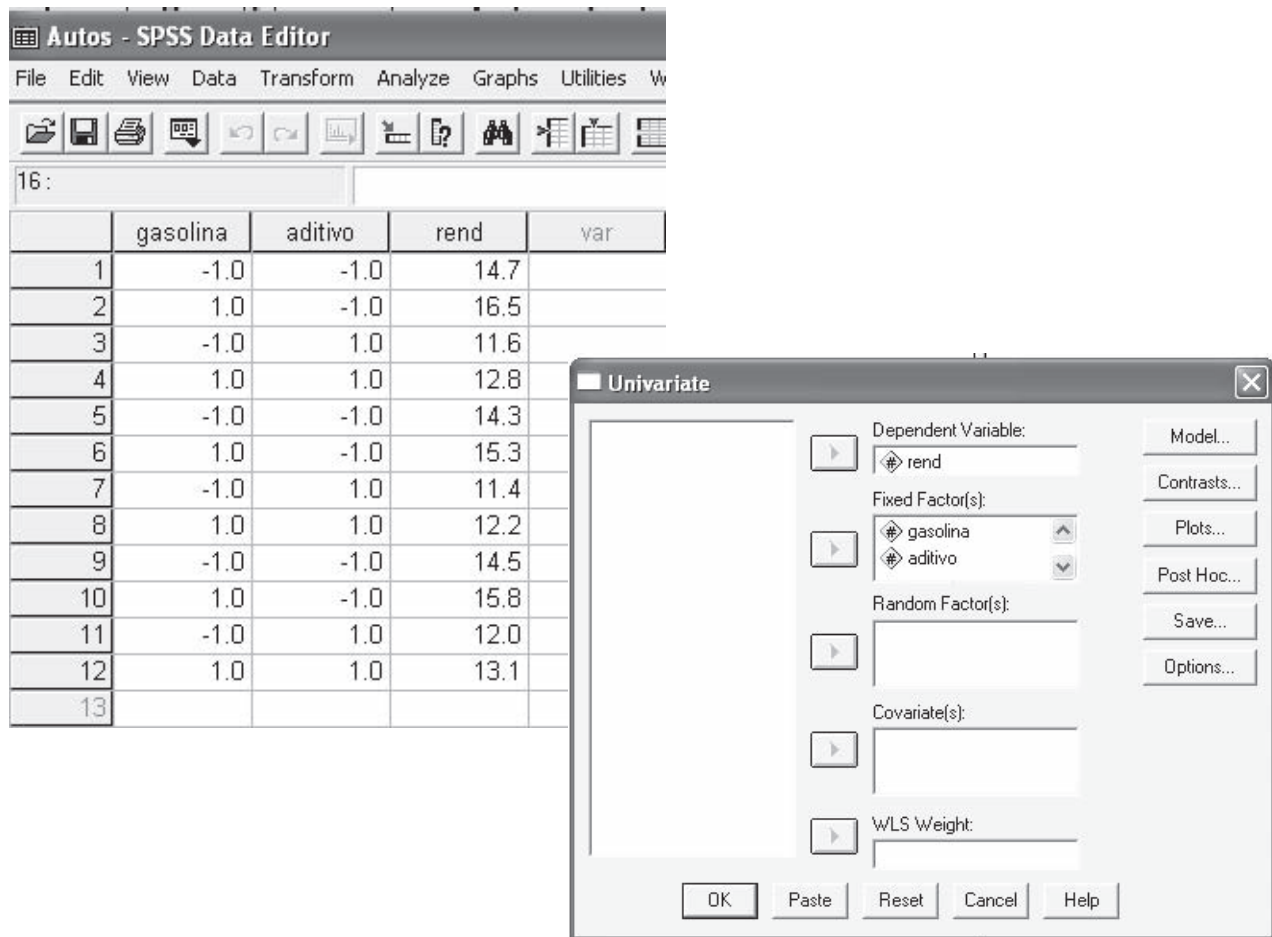 Autos - SPSS Data Editor
File Edit View Data Transform Analyze Graphs Utilities W
16 :
gasolina aditivo rend var
1 -1.0 -1.0 14.7
2 1.0 -1.0 16.5
3 -1.0 1.0 11.6
4 1.0 1.0 12.8
5 -1.0 -1.0 14.3
6 1.0 -1.0 15.3
7 -1.0 1.0 11.4
8 1.0 1.0 12.2
9 -1.0 -1.0 14.5
10 1.0 -1.0 15.8
11 -1.0 1.0 12.0
12 1.0 1.0 13.1
13
Univariate
Dependent Variable:
# rend
Fixed Factor(s):
# gasolina
# aditivo
Random Factor(s):
Covariate(s):
WLS Weight:
Model...
Contrasts...
Plots...
Post Hoc...
Save...
Options...
OK Paste Reset Cancel Help